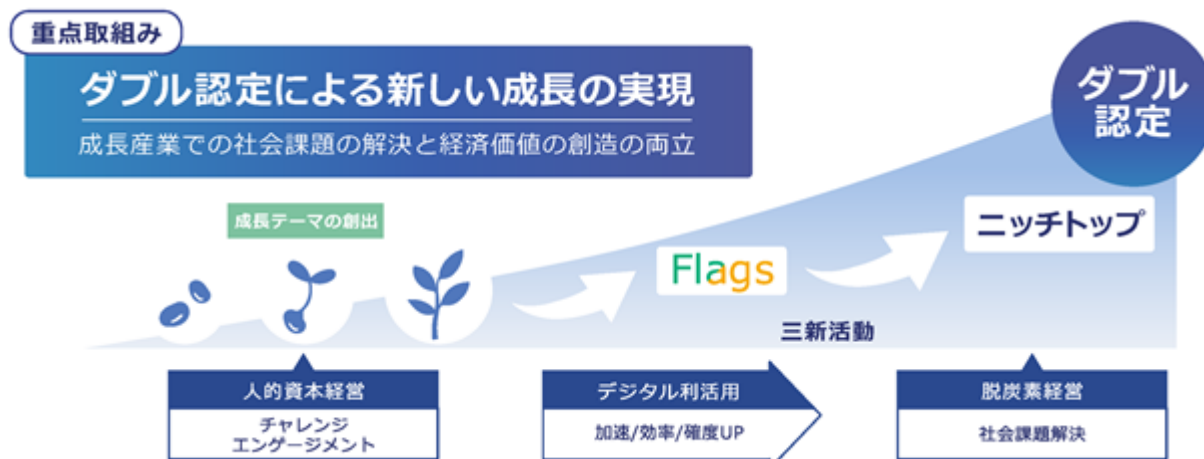 重点取組み
ダブル認定による新しい成長の実現
成長産業での社会課題の解決と経済価値の創造の両立
ダブル
認定
成長テーマの創出
Flags
ニッチトップ
三新活動
人的資本経営
チャレンジ
エンゲージメント
デジタル利活用
加速/効率/確度UP
脱炭素経営
社会課題解決